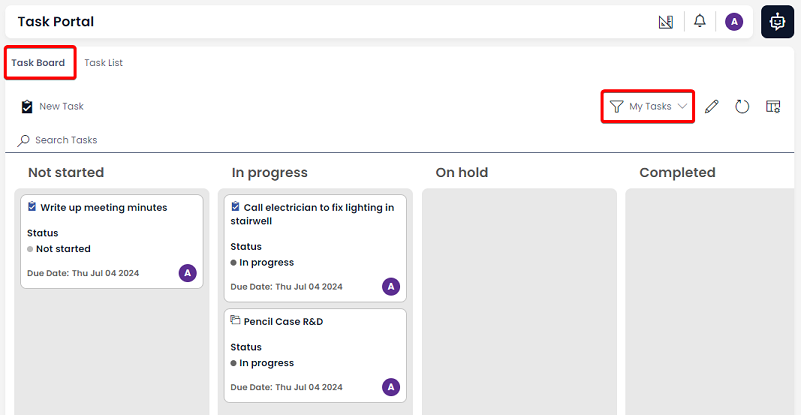 Task Portal
A
Task Board
Task List
New Task
My Tasks
Search Tasks
Not started
In progress
On hold
Completed
Write up meeting minutes
Status
Not started
Due Date: Thu Jul 04 2024
A
Call electrician to fix lighting in
stairwell
Status
In progress
Due Date: Thu Jul 04 2024
A
Pencil Case R&D
Status
In progress
Due Date: Thu Jul 04 2024
A